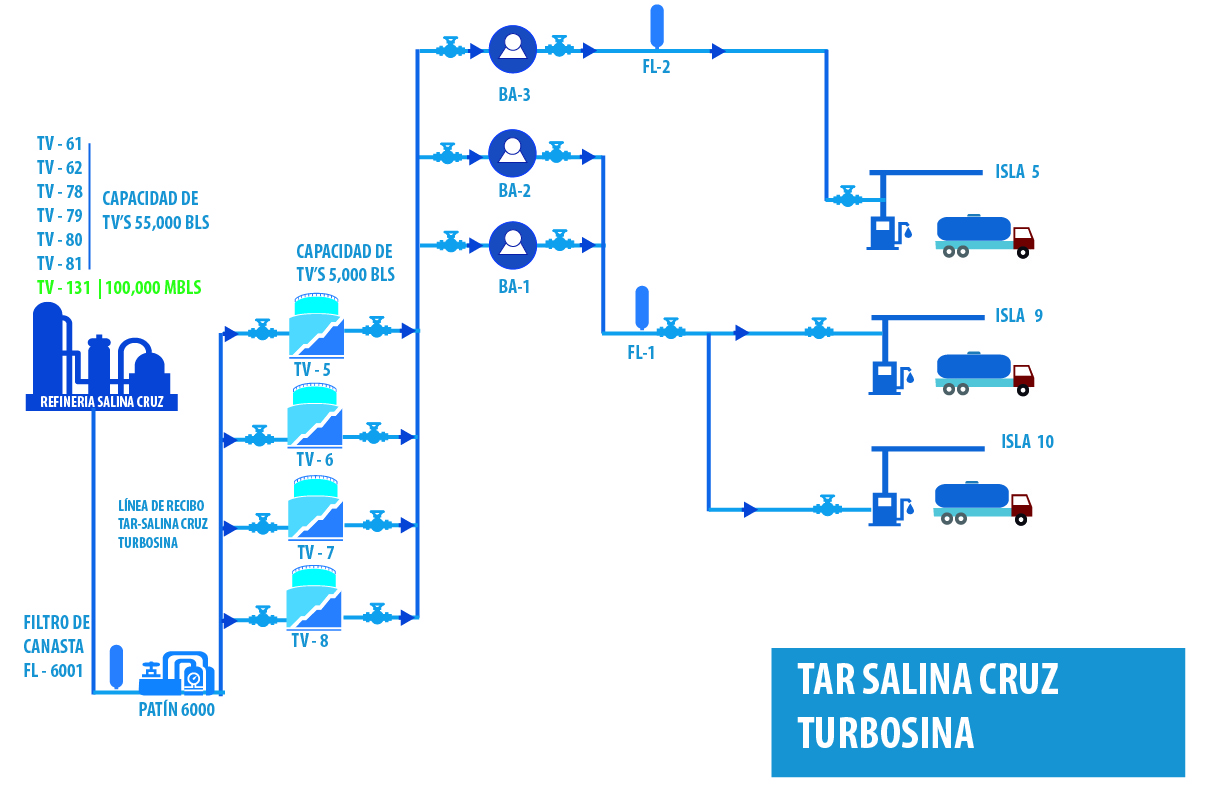 TV - 61
TV - 62
TV - 78
TV - 79
TV - 80
TV - 81
CAPACIDAD DE
TV'S 55,000 BLS
TV - 131 | 100,000 MBLS
REFINERIA SALINA CRUZ
LÍNEA DE RECIBO
TAR-SALINA CRUZ
TURBOSINA
FILTRO DE
CANASTA
FL - 6001
PATÍN 6000
CAPACIDAD DE
TV'S 5,000 BLS
TV - 5
TV - 6
TV - 7
TV - 8
BA-3
BA-2
BA-1
FL-2
FL-1
ISLA 5
ISLA 9
ISLA 10
TAR SALINA CRUZ
TURBOSINA